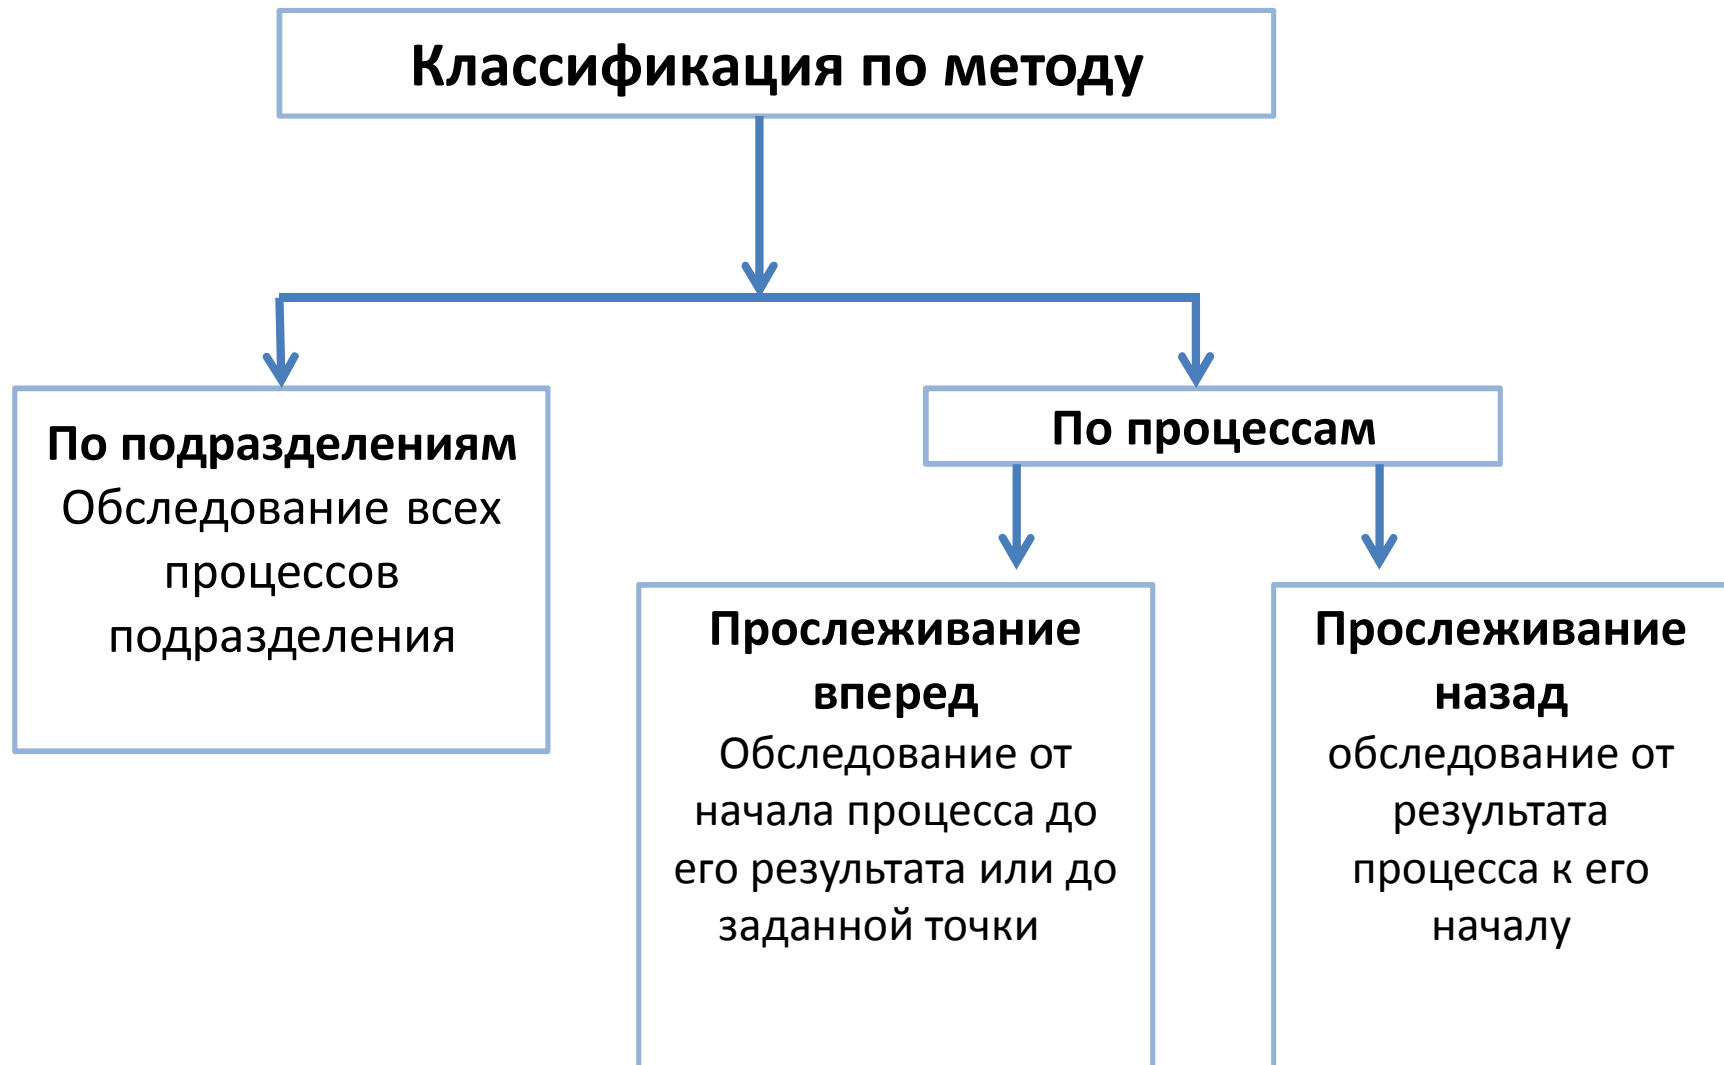 Классификация по методу
По подразделениям
Обследование всех
процессов
подразделения
По процессам
Прослеживание
вперед
Обследование от
начала процесса до
его результата или до
заданной точки
Прослеживание
назад
обследование от
результата
процесса к его
началу